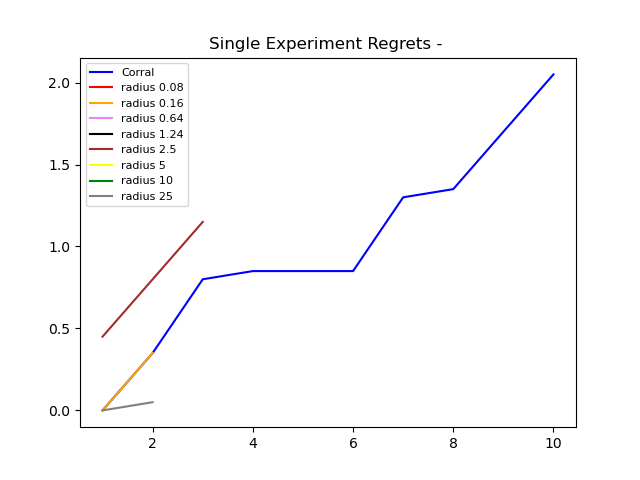 Single Experiment Regrets -
Corral
radius 0.08
radius 0.16
radius 0.64
radius 1.24
radius 2.5
radius 5
radius 10
radius 25
2.0
1.5
1.0
0.5
0.0
2 4 6 8 10